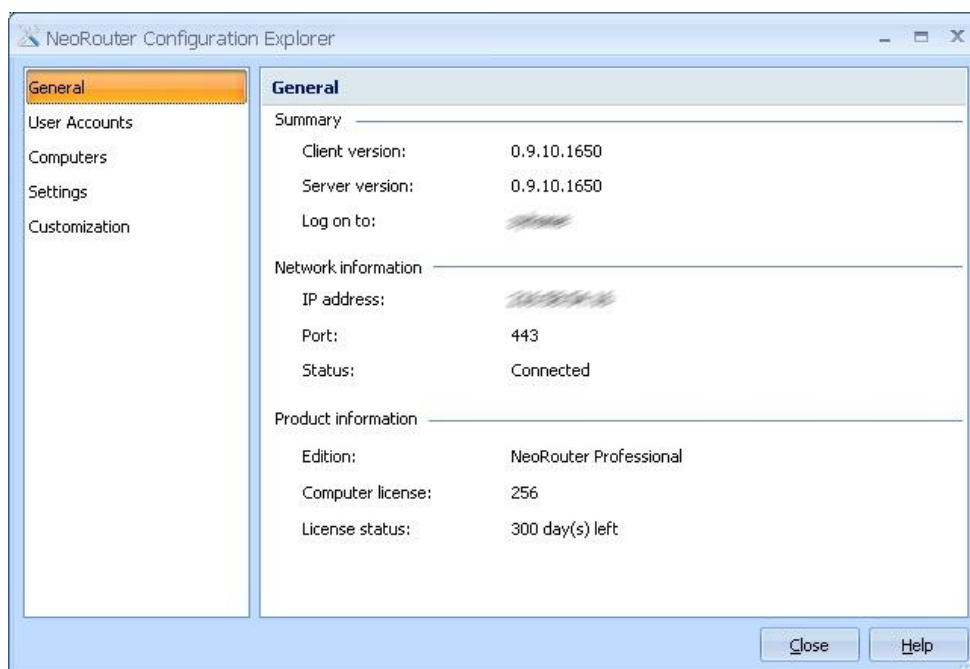 NeoRouter Configuration Explorer
General
User Accounts
Computers
Settings
Customization
General
Summary
Client version: 0.9.10.1650
Server version: 0.9.10.1650
Log on to:
Network information
IP address:
Port: 443
Status: Connected
Product information
Edition: NeoRouter Professional
Computer license: 256
License status: 300 day(s) left
Close Help